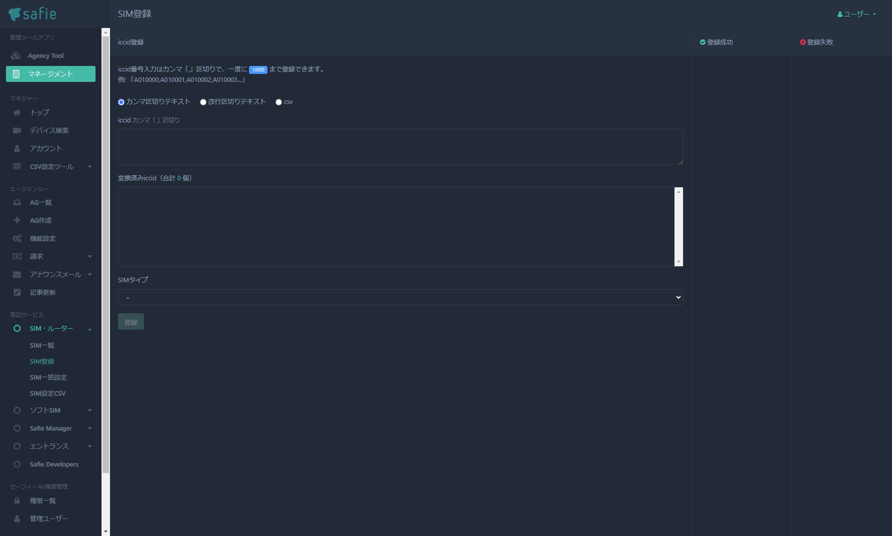 safie
SIM登録
ユーザー
管理ツールアプリ
Agency Tool
マネージメント
マネジャー
トップ
デバイス検索
アカウント
CSV設定ツール
エージェンシー
AG一覧
AG作成
機能設定
請求
アナウンスメール
記事更新
周辺サービス
SIM・ルーター
SIM一覧
SIM登録
SIM一括設定
SIM設定CSV
ソフトSIM
Safie Manager
エントランス
Safie Developers
セーフィーAG権限管理
権限一覧
管理ユーザー
iccid登録
iccid番号入力はカンマ「,」区切りで、一度に 100台 まで登録できます。
例: 「A010000,A010001,A010002,A010003...」
カンマ区切りテキスト 改行区切りテキスト csv
iccid カンマ「,」区切り
変換済みiccid（合計 0 個）
SIMタイプ
-
登録
登録成功
登録失敗